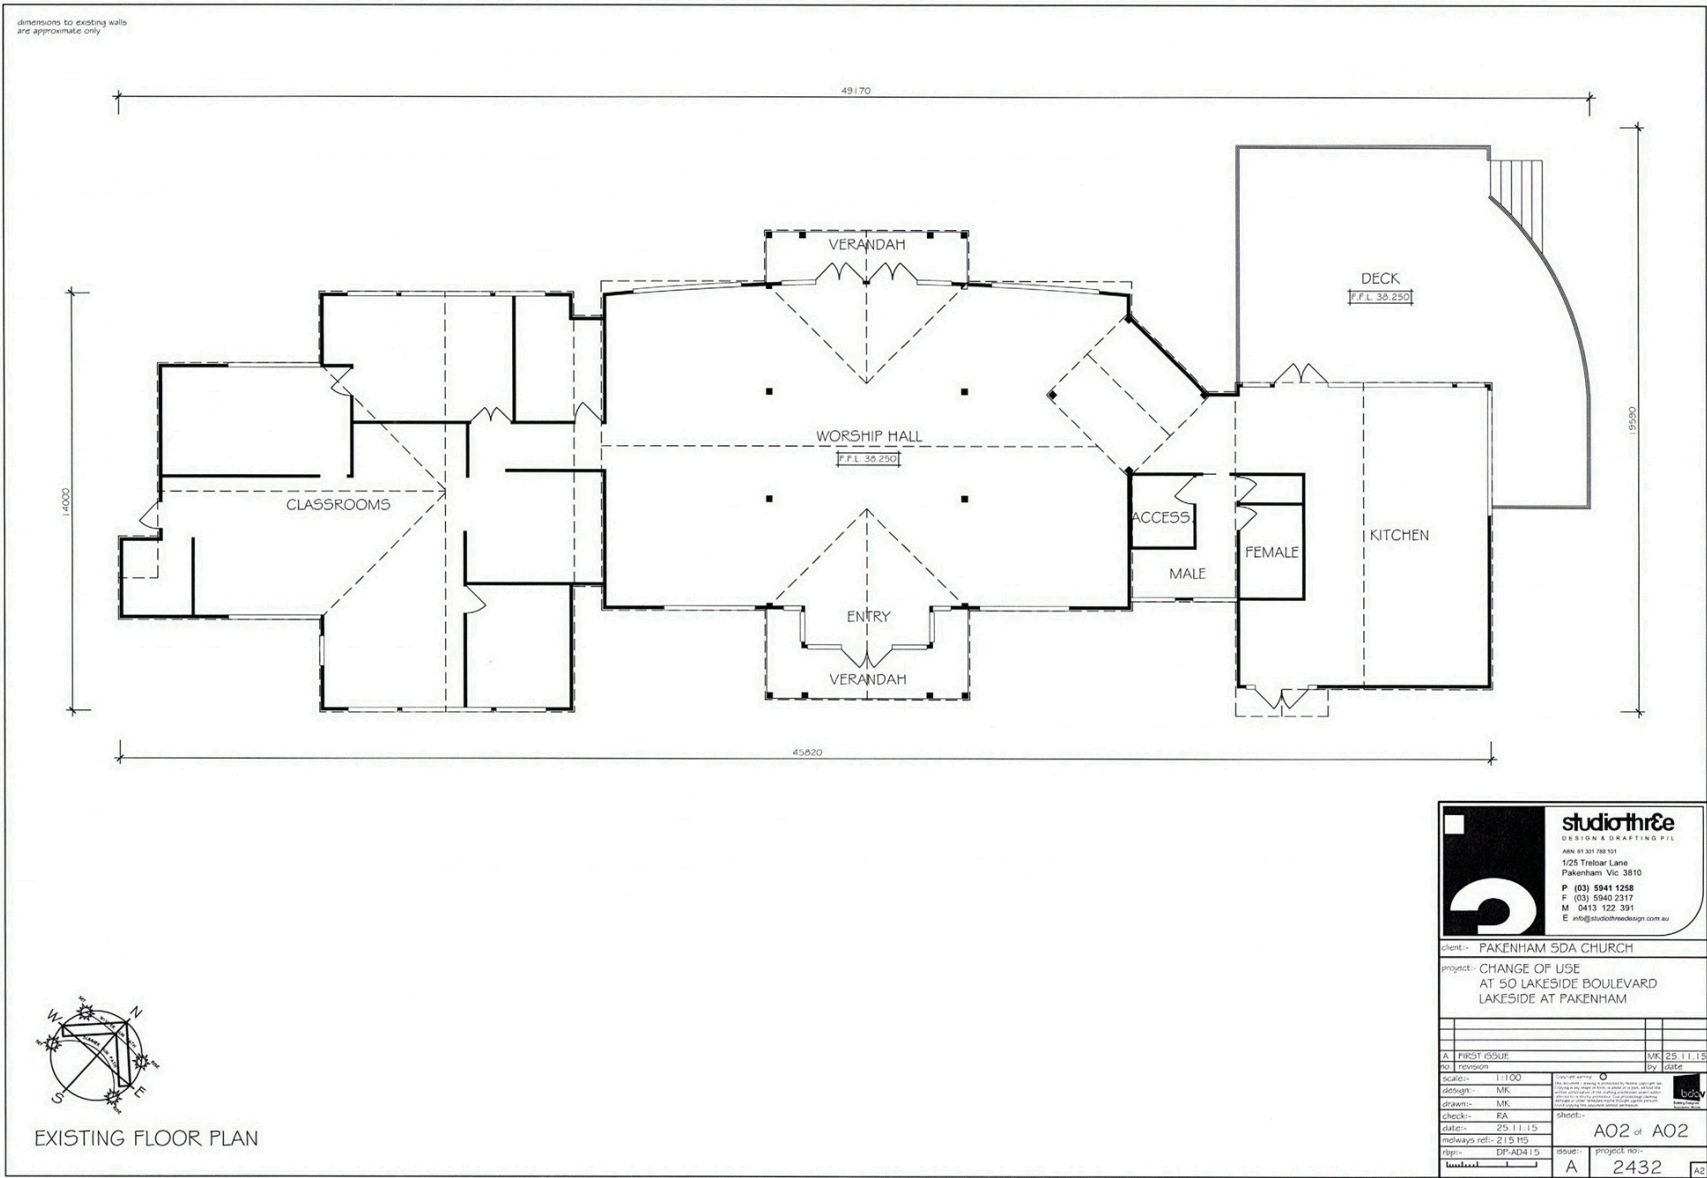 dimensions to existing walls
are approximate only
49170
VERANDAH
DECK
F.F.L. 38.250
14000
19590
WORSHIP HALL
F.F.L. 38.250
CLASSROOMS
ACCESS
FEMALE
KITCHEN
MALE
ENTRY
VERANDAH
45820
studiothrEe
DESIGN & DRAFTING P/L
ABN 61 301 788 101
1/25 Treloar Lane
Pakenham Vic 3810
P (03) 5941 1258
F (03) 5940 2317
M 0413 122 391
E info@studiothreedesign.com.au
client:- PAKENHAM SDA CHURCH
project:- CHANGE OF USE
AT 50 LAKESIDE BOULEVARD
LAKESIDE AT PAKENHAM
A FIRST ISSUE MK 25.11.15
no. revision by date
scale:- 1:100
design:- MK
drawn:- MK
check:- RA
date:- 25.11.15
melways ref:- 215 H5
rbp:- DP-AD415
sheet:-
A02 of A02
issue:- project no:-
A 2432 A2
W N
S E
EXISTING FLOOR PLAN